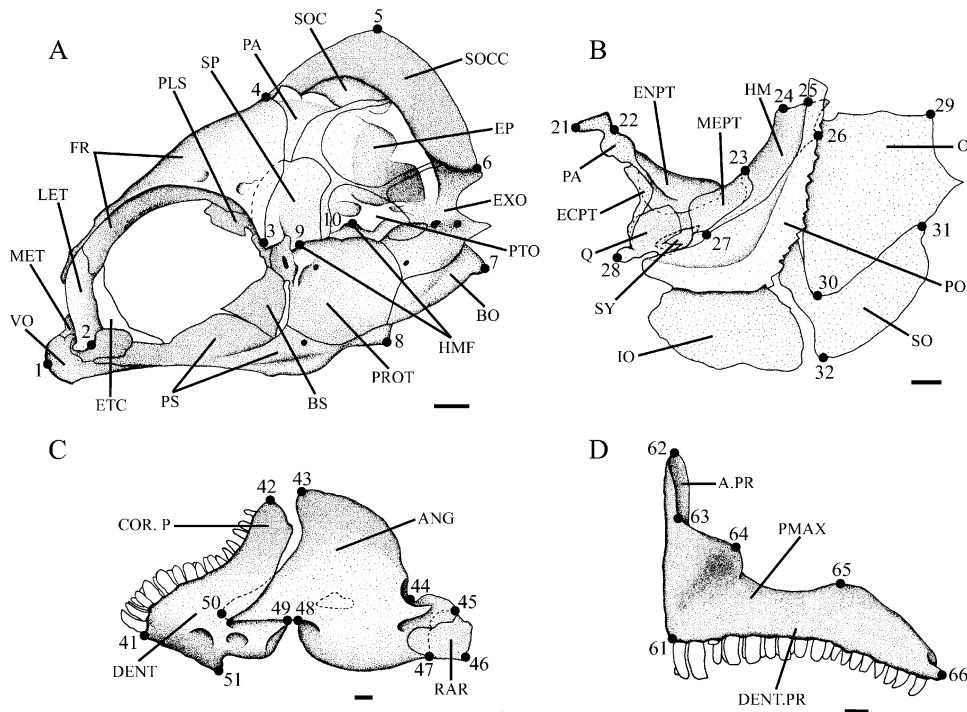 A
SOC
5
PA
SOCC
SP
4
PLS
EP
FR
6
LET
EXO
10
3
9
PTO
MET
7
VO
2
BO
1
8
HMF
ETC
PS
BS
PROT
B
24
25
HM
ENPT
29
21
22
MEPT
26
O
23
PA
ECPT
31
Q
27
28
30
PO
SY
SO
IO
32
C
42
43
COR. P
ANG
44
45
50
49
48
41
DENT
51
47
46
RAR
D
62
A.PR
63
64
PMAX
65
61
66
DENT.PR